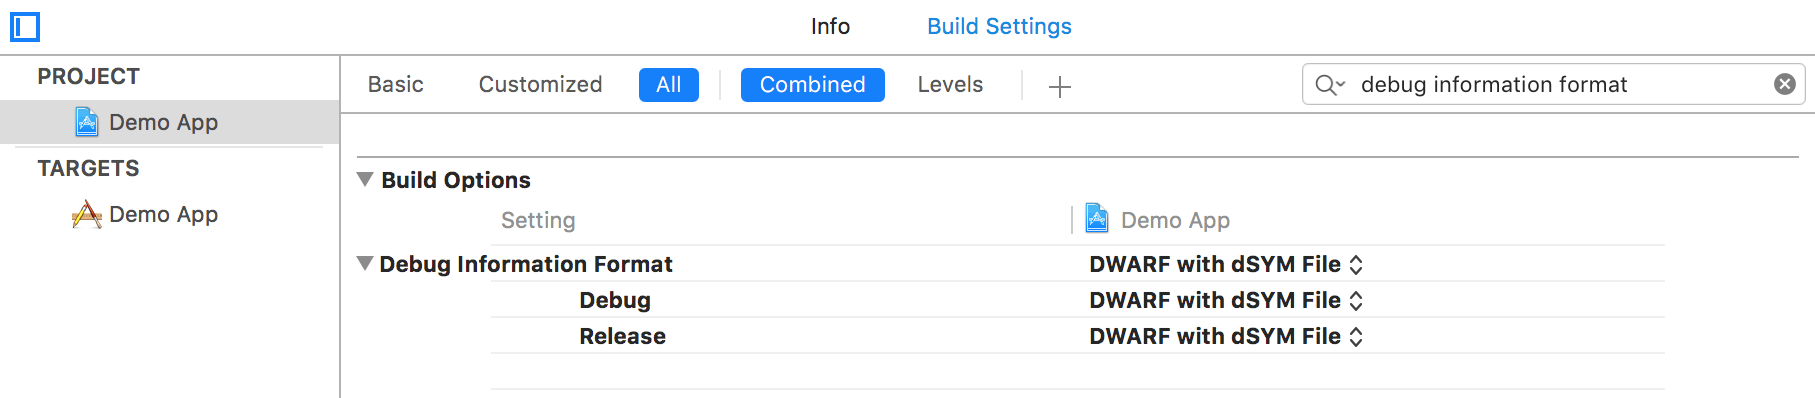 Info Build Settings
PROJECT
Basic Customized All Combined Levels debug information format
Demo App
TARGETS
Build Options
Demo App
Setting Demo App
Debug Information Format DWARF with dSYM File
Debug DWARF with dSYM File
Release DWARF with dSYM File